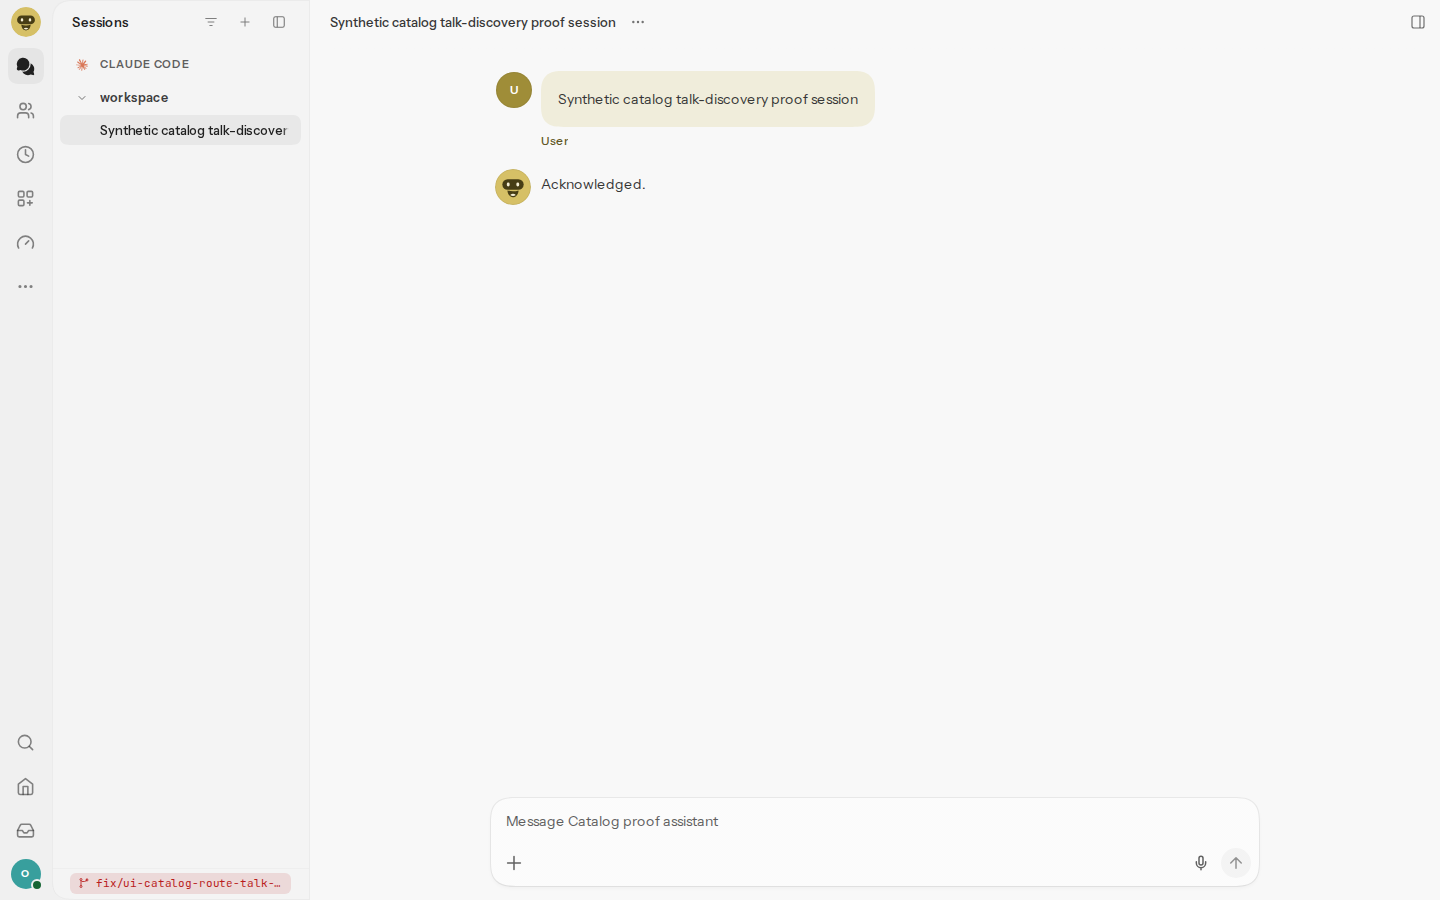 Sessions
Synthetic catalog talk-discovery proof session
CLAUDE CODE
workspace
Synthetic catalog talk-discover
U
Synthetic catalog talk-discovery proof session
User
Acknowledged.
Message Catalog proof assistant
O
fix/ui-catalog-route-talk-…